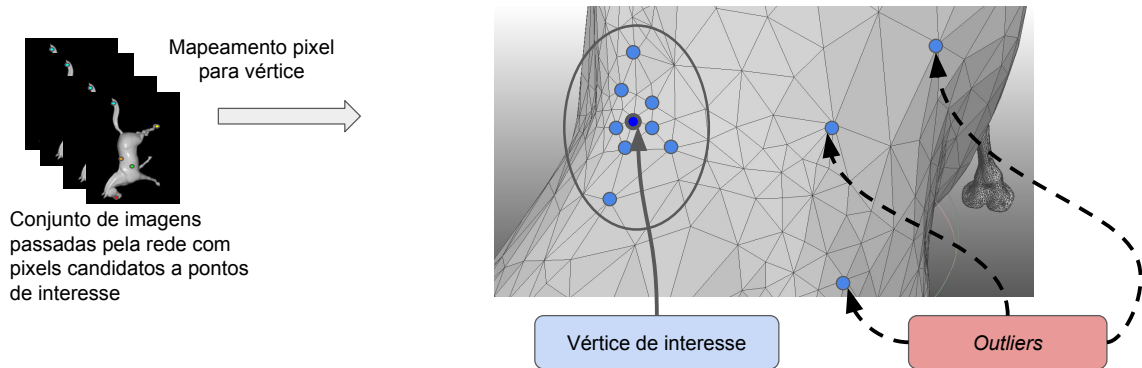 Mapeamento pixel
para vértice
Conjunto de imagens
passadas pela rede com
pixels candidatos a pontos
de interesse
Vértice de interesse
Outliers